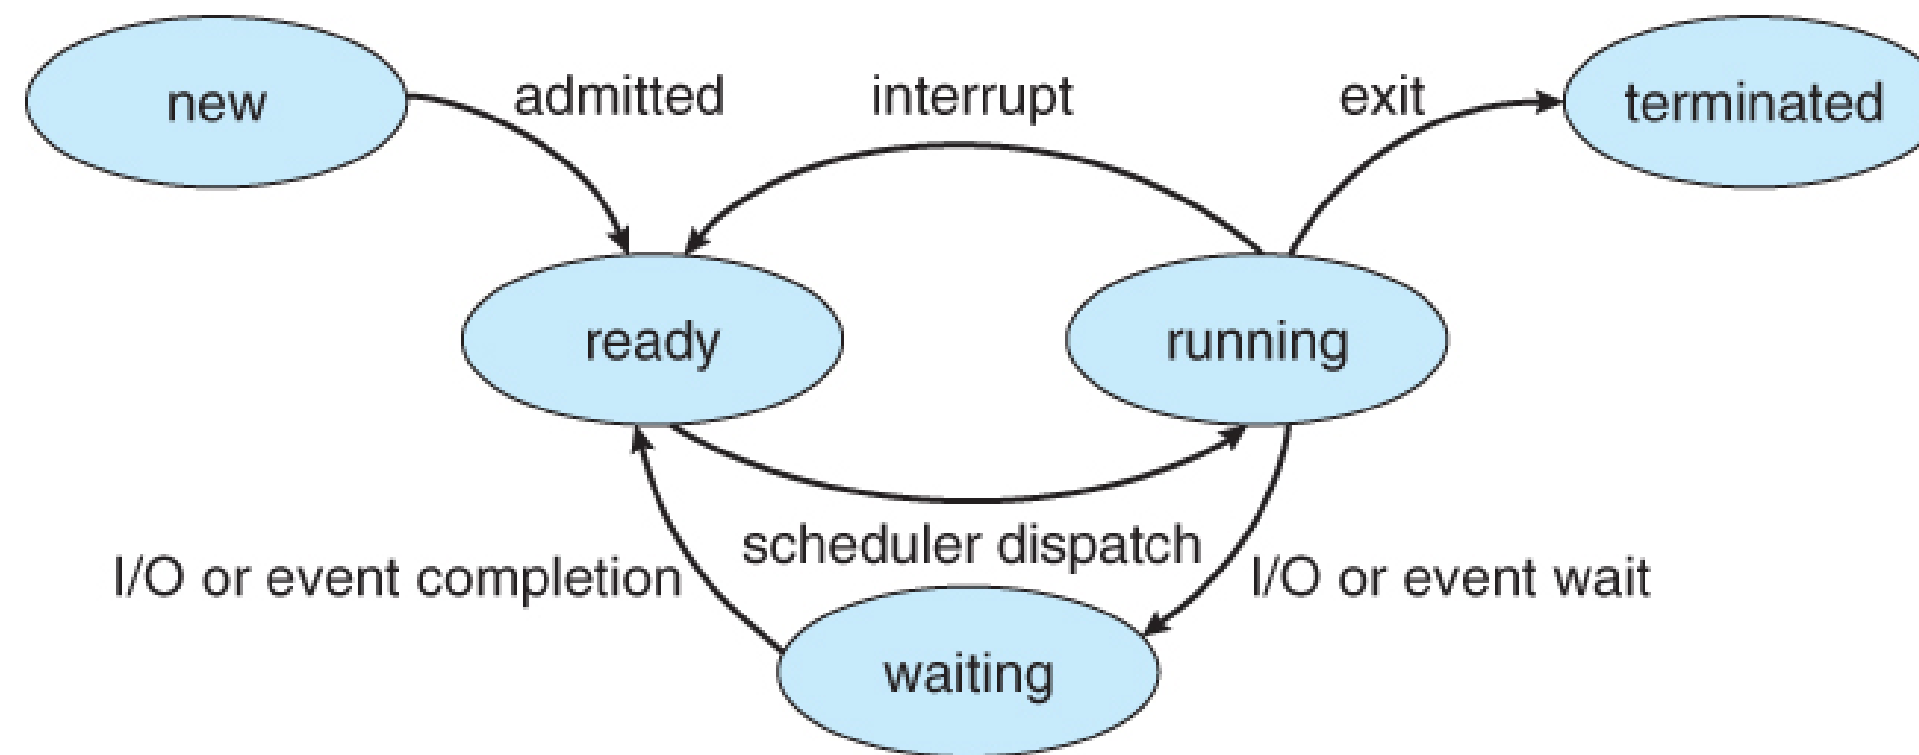 new
admitted
interrupt
exit
terminated
ready
running
scheduler dispatch
I/O or event completion
I/O or event wait
waiting